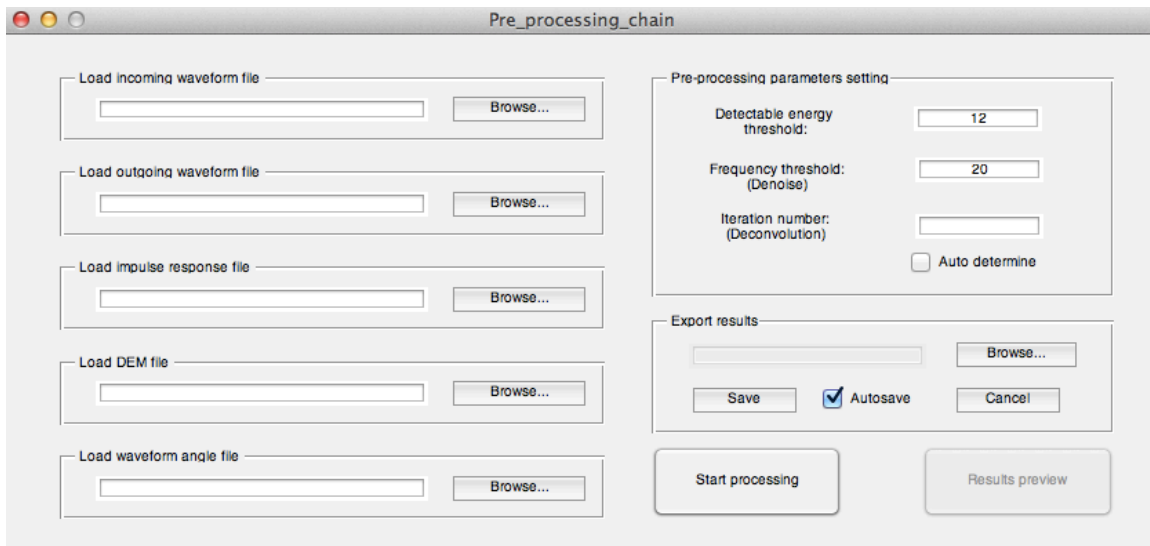 Pre_processing_chain
Load incoming waveform file
Browse...
Load outgoing waveform file
Browse...
Load impulse response file
Browse...
Load DEM file
Browse...
Load waveform angle file
Browse...
Pre-processing parameters setting
Detectable energy
threshold:
12
Frequency threshold:
(Denoise)
20
Iteration number:
(Deconvolution)
Auto determine
Export results
Browse...
Save
Autosave
Cancel
Start processing
Results preview